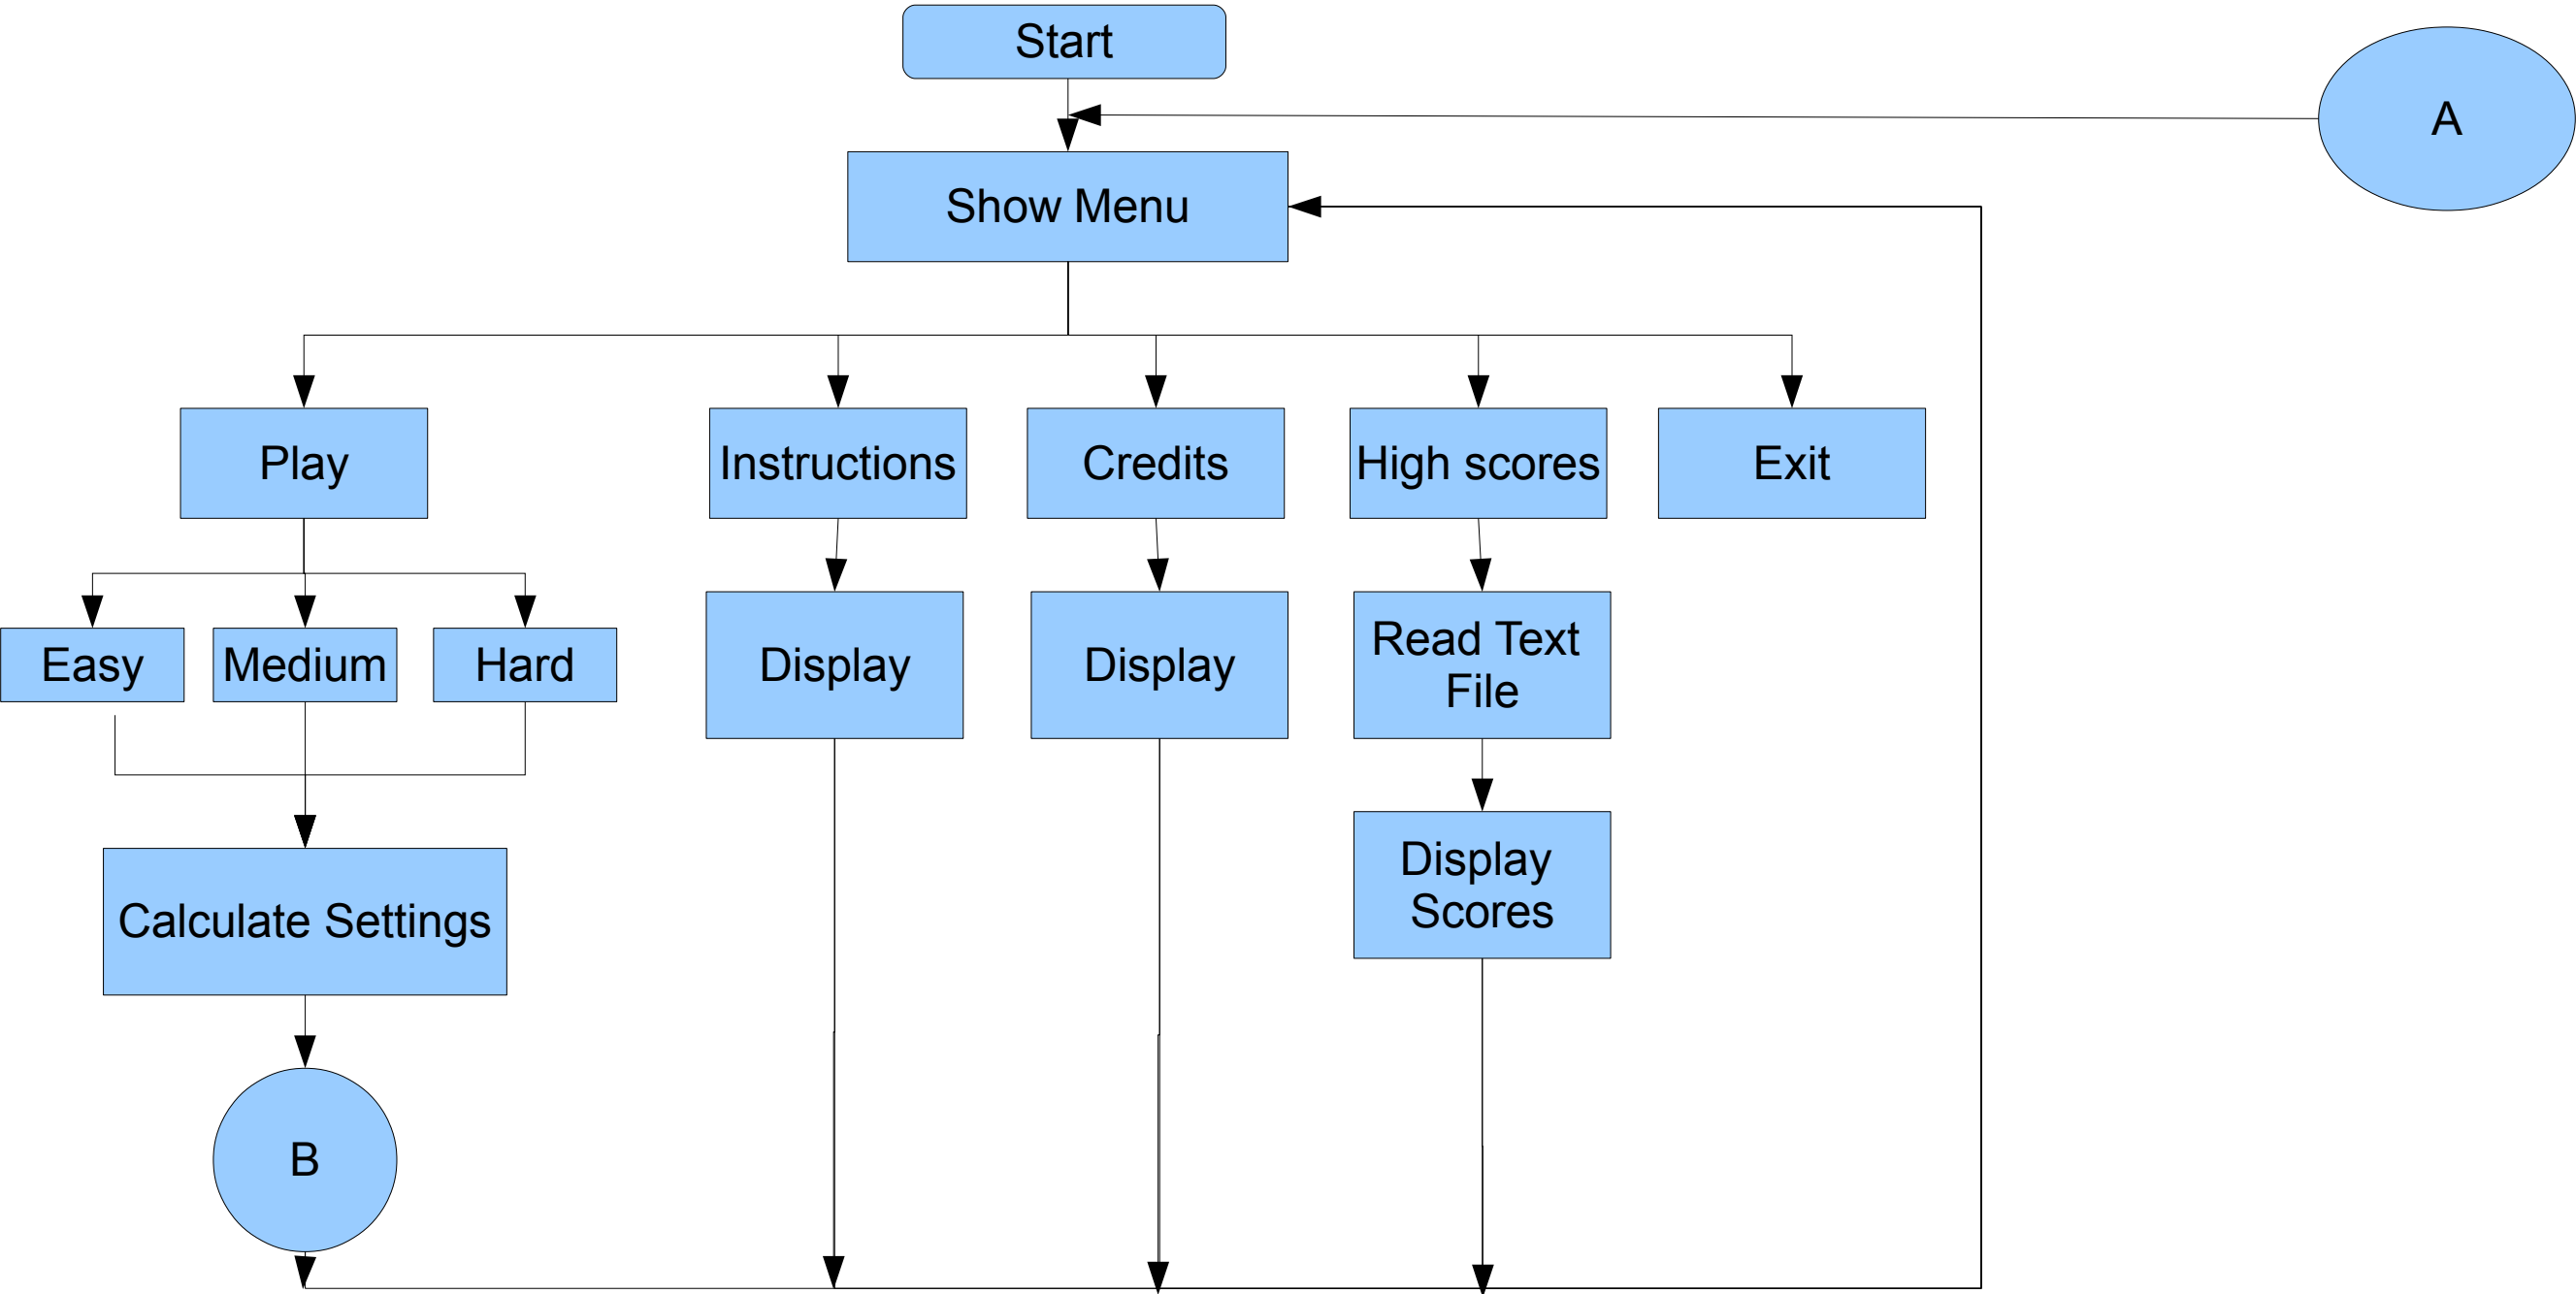 Start
A
Show Menu
Play
Instructions
Credits
High scores
Exit
Easy
Medium
Hard
Display
Display
Read Text
File
Calculate Settings
Display
Scores
B